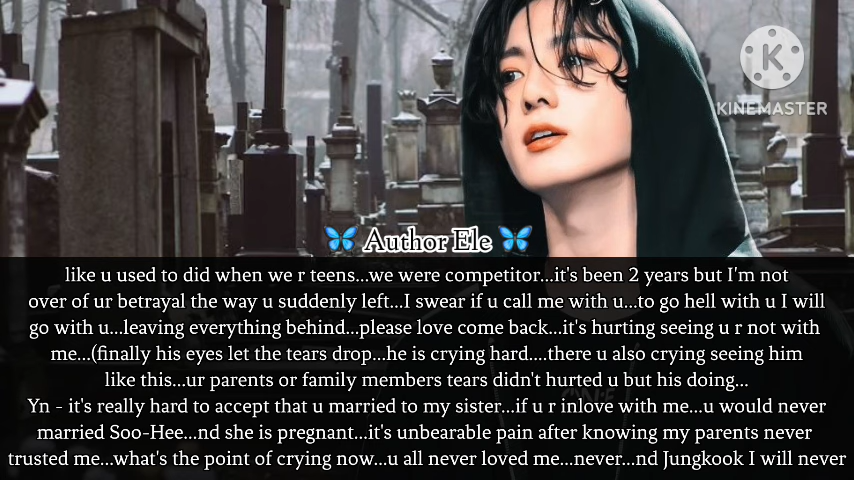 K
KINEMASTER
🦋 Author Ele 🦋
like u used to did when we r teens...we were competitor...it's been 2 years but I'm not
over of ur betrayal the way u suddenly left...I swear if u call me with u...to go hell with u I will
go with u...leaving everything behind...please love come back...it's hurting seeing u r not with
me...(finally his eyes let the tears drop...he is crying hard....there u also crying seeing him
like this...ur parents or family members tears didn't hurted u but his doing...
Yn - it's really hard to accept that u married to my sister...if u r inlove with me...u would never
married Soo-Hee...nd she is pregnant...it's unbearable pain after knowing my parents never
trusted me...what's the point of crying now...u all never loved me...never...nd Jungkook I will never